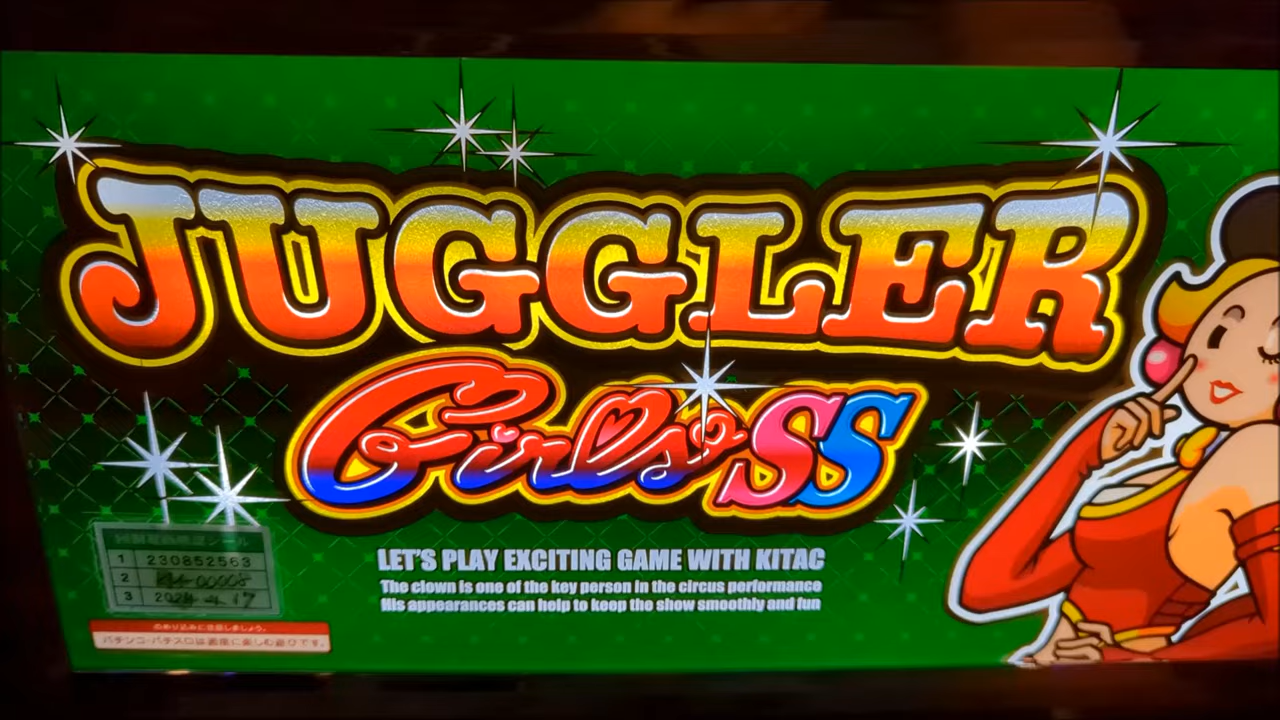 JUGGLER
Girls SS
LET'S PLAY EXCITING GAME WITH KITAC
The clown is one of the key person in the circus performance
His appearances can help to keep the show smoothly and fun
1 230852563
2
3
のめり込みに注意しましょう。
パチンコ・パチスロは適度に楽しむ遊びです。